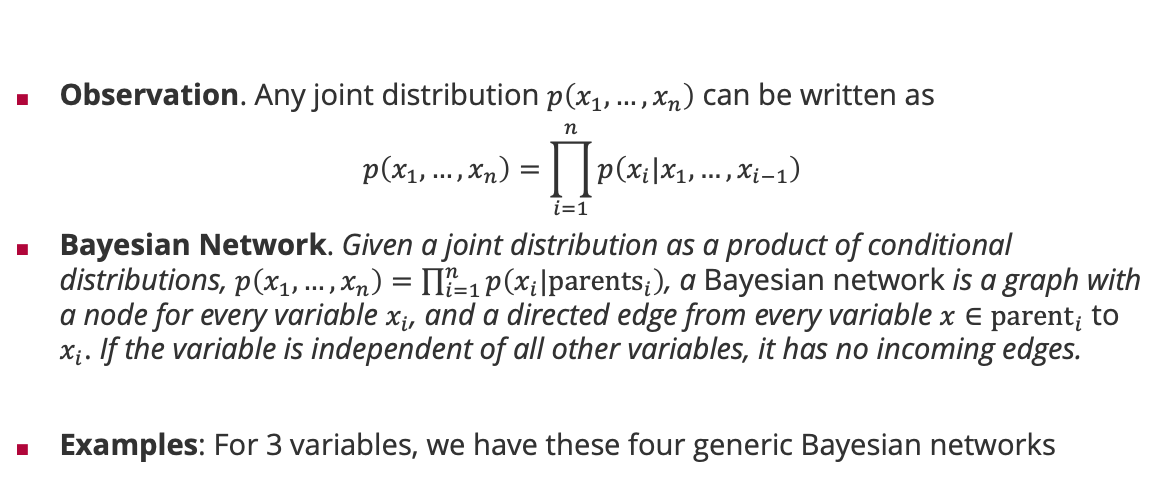 ▪ Observation. Any joint distribution p(x₁, … , xₙ) can be written as
p(x₁, … , xₙ) = ∏ⁿᵢ₌₁ p(xᵢ|x₁, … , xᵢ₋₁)
▪ Bayesian Network. Given a joint distribution as a product of conditional
distributions, p(x₁, … , xₙ) = ∏ⁿᵢ₌₁ p(xᵢ|parentsᵢ), a Bayesian network is a graph with
a node for every variable xᵢ, and a directed edge from every variable x ∈ parentᵢ to
xᵢ. If the variable is independent of all other variables, it has no incoming edges.
▪ Examples: For 3 variables, we have these four generic Bayesian networks